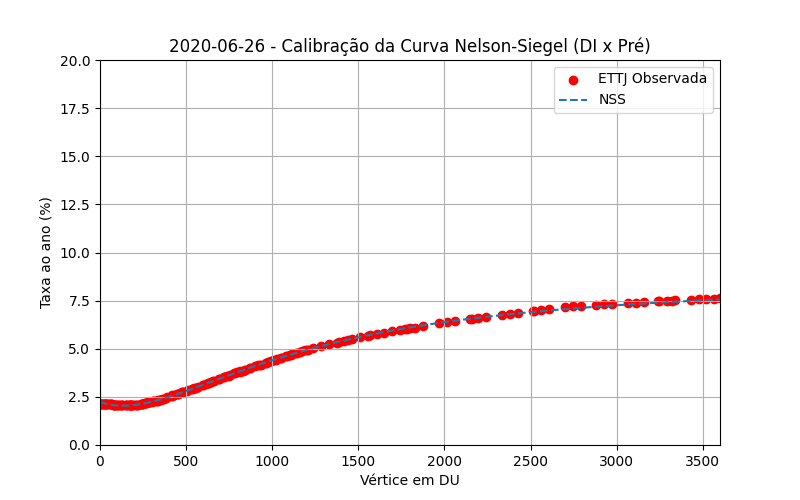 2020-06-26 - Calibração da Curva Nelson-Siegel (DI x Pré)
ETTJ Observada
NSS
Taxa ao ano (%)
20.0
17.5
15.0
12.5
10.0
7.5
5.0
2.5
0.0
0 500 1000 1500 2000 2500 3000 3500
Vértice em DU